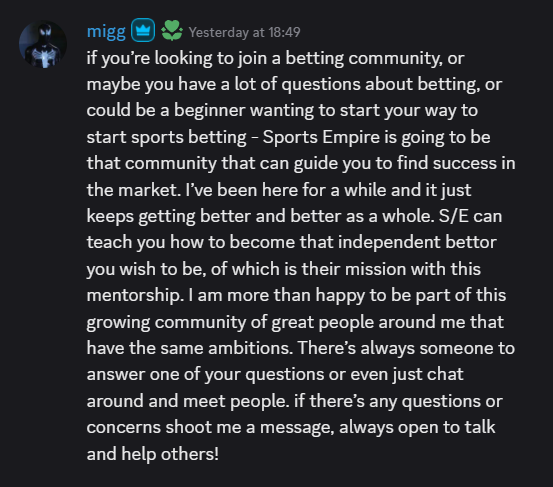 migg Yesterday at 18:49
if you're looking to join a betting community, or
maybe you have a lot of questions about betting, or
could be a beginner wanting to start your way to
start sports betting - Sports Empire is going to be
that community that can guide you to find success in
the market. I've been here for a while and it just
keeps getting better and better as a whole. S/E can
teach you how to become that independent bettor
you wish to be, of which is their mission with this
mentorship. I am more than happy to be part of this
growing community of great people around me that
have the same ambitions. There's always someone to
answer one of your questions or even just chat
around and meet people. if there's any questions or
concerns shoot me a message, always open to talk
and help others!